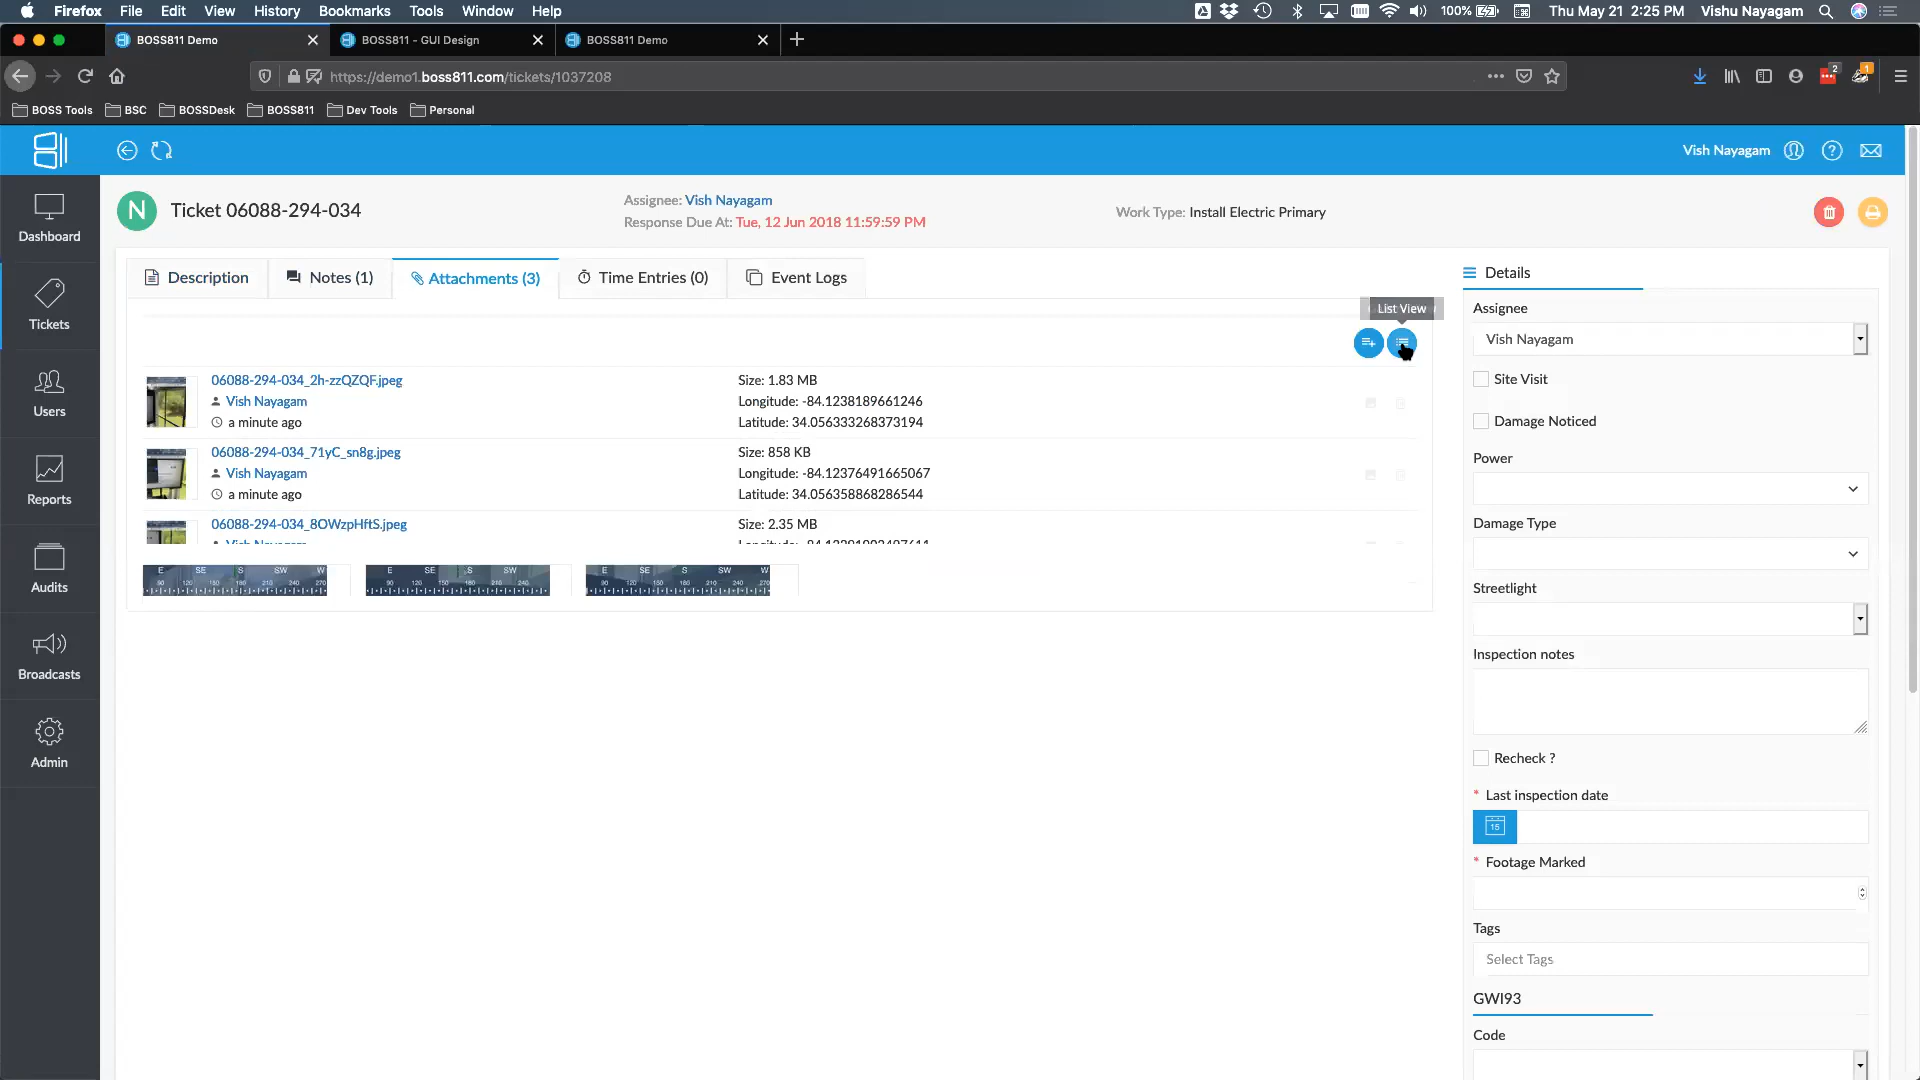 Firefox File Edit View History Bookmarks Tools Window Help 100% Thu May 21 2:25 PM Vishu Nayagam
BOSS811 Demo BOSS811 - GUI Design BOSS811 Demo
https://demo1.boss811.com/tickets/1037208 2 1
BOSS Tools BSC BOSSDesk BOSS811 Dev Tools Personal
Vish Nayagam
Dashboard
Tickets
Users
Reports
Audits
Broadcasts
Admin
N Ticket 06088-294-034
Assignee: Vish Nayagam
Response Due At: Tue, 12 Jun 2018 11:59:59 PM
Work Type: Install Electric Primary
Description Notes (1) Attachments (3) Time Entries (0) Event Logs
List View
06088-294-034_2h-zzQZQF.jpeg
Vish Nayagam
a minute ago
Size: 1.83 MB
Longitude: -84.1238189661246
Latitude: 34.056333268373194
06088-294-034_71yC_sn8g.jpeg
Vish Nayagam
a minute ago
Size: 858 KB
Longitude: -84.12376491665067
Latitude: 34.056358868286544
06088-294-034_8OWzpHftS.jpeg
Size: 2.35 MB
E SE S SW W
90 120 150 180 210 240 270
E SE S SW
90 120 150 180 210 240
E SE S SW W
90 120 150 180 210 240 270
Details
Assignee
Vish Nayagam
Site Visit
Damage Noticed
Power
Damage Type
Streetlight
Inspection notes
Recheck ?
* Last inspection date
15
* Footage Marked
Tags
Select Tags
GWI93
Code